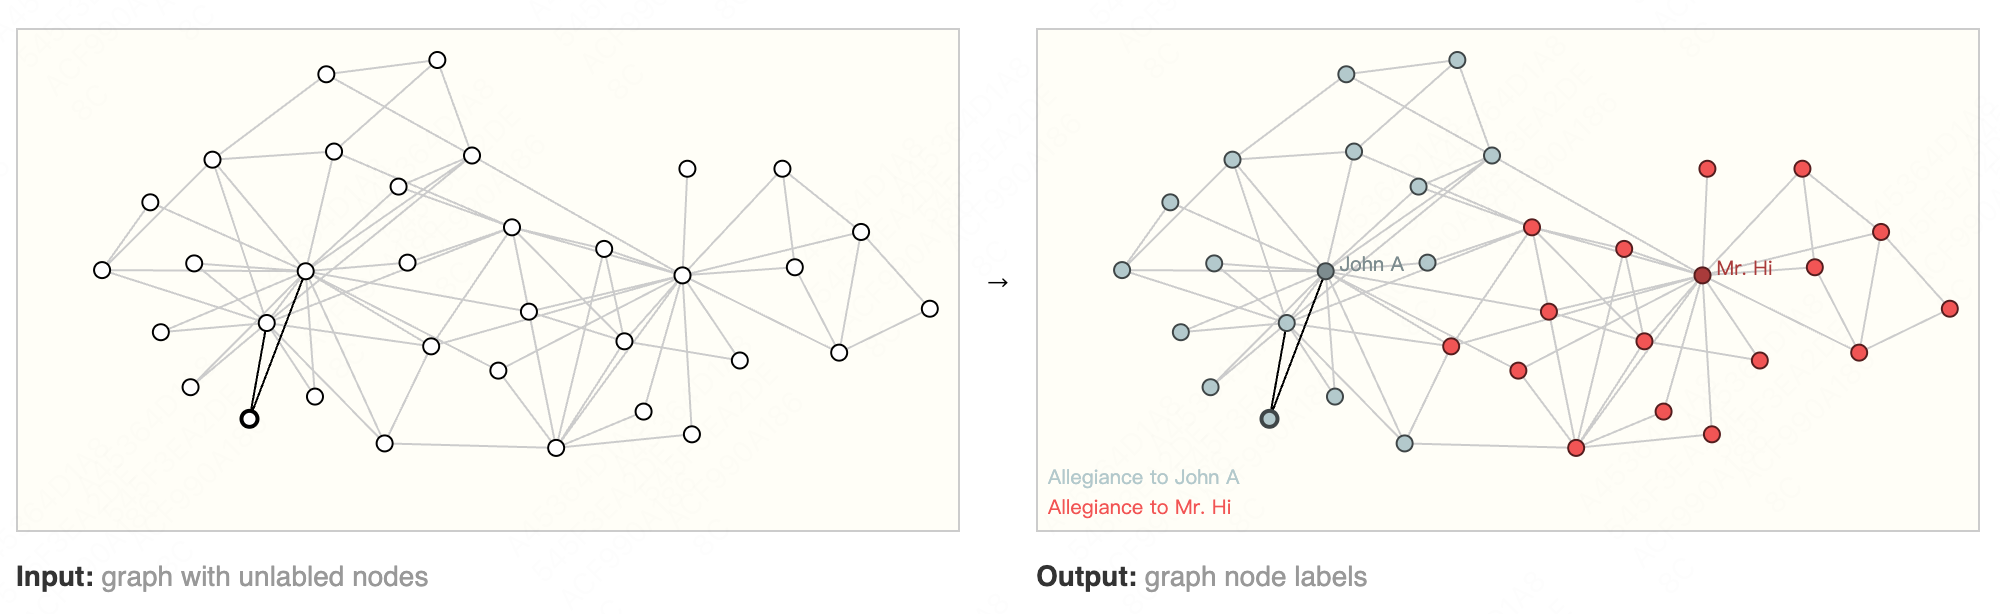 John A
Mr. Hi
→
Allegiance to John A
Allegiance to Mr. Hi
Input: graph with unlabled nodes
Output: graph node labels